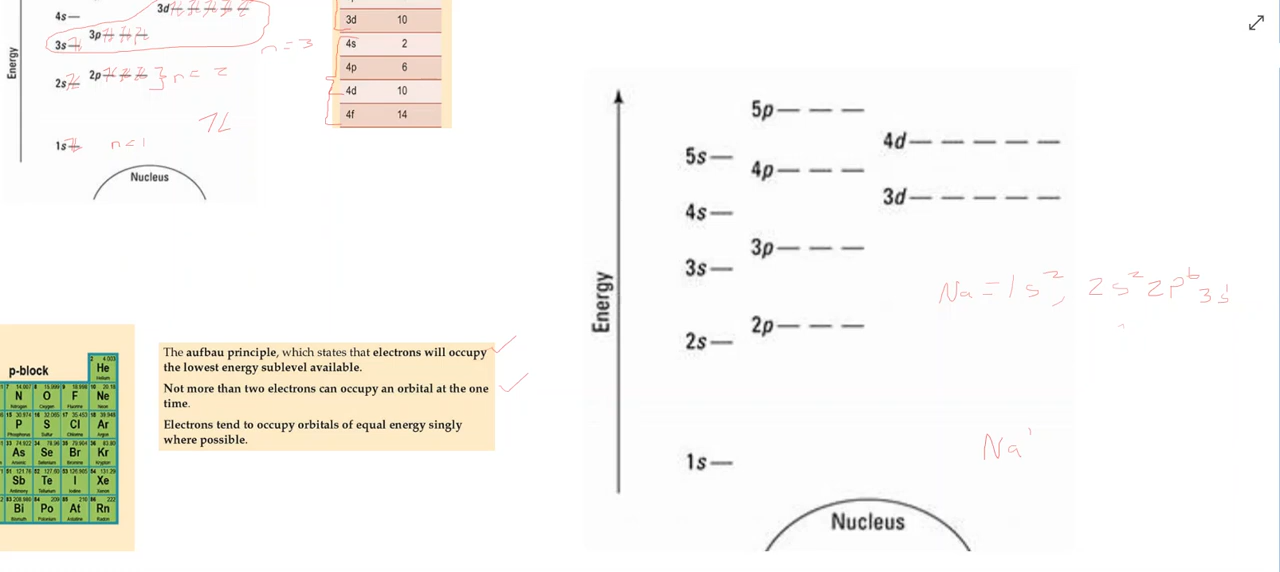 4s
3d
3p
3s n = 3
2s 2p } n = 2
1s n = 1
Energy
Nucleus
3d 10
4s 2
4p 6
4d 10
4f 14
p-block
2 4.003
He
Helium
N O F Ne
P S Cl Ar
As Se Br Kr
Sb Te I Xe
Bi Po At Rn
The aufbau principle, which states that electrons will occupy
the lowest energy sublevel available.
Not more than two electrons can occupy an orbital at the one
time.
Electrons tend to occupy orbitals of equal energy singly
where possible.
5p
4d
5s
4p
3d
4s
3p
3s
2p
2s
1s
Energy
Nucleus
Na = 1s², 2s² 2p⁶ 3s¹
Na